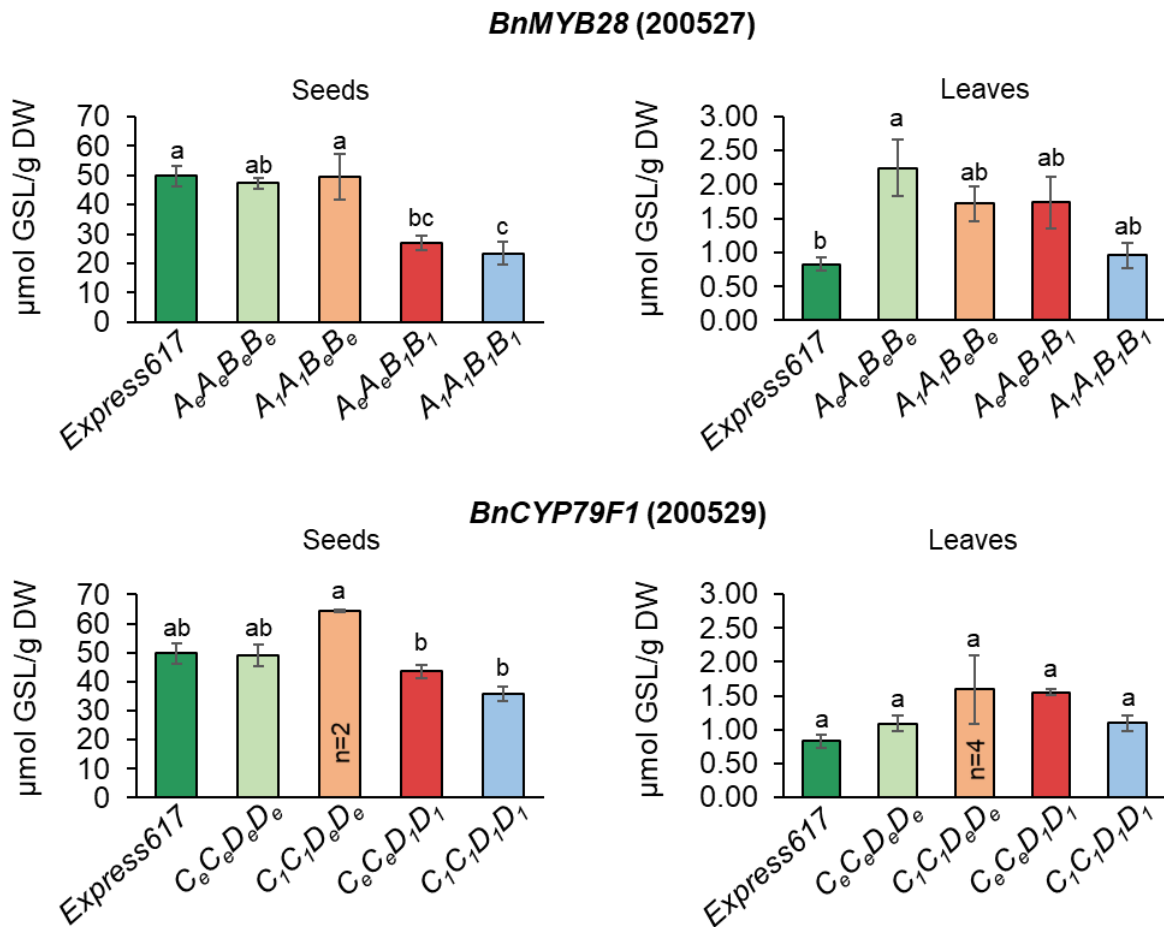 BnMYB28 (200527)
Seeds
µmol GSL/g DW
70
60
50
40
30
20
10
0
a
ab
a
bc
c
Express617
AₑAₑBₑBₑ
A₁A₁BₑBₑ
AₑAₑB₁B₁
A₁A₁B₁B₁
Leaves
µmol GSL/g DW
3.00
2.50
2.00
1.50
1.00
0.50
0.00
b
a
ab
ab
ab
Express617
AₑAₑBₑBₑ
A₁A₁BₑBₑ
AₑAₑB₁B₁
A₁A₁B₁B₁
BnCYP79F1 (200529)
Seeds
µmol GSL/g DW
70
60
50
40
30
20
10
0
ab
ab
a
b
b
n=2
Express617
CₑCₑDₑDₑ
C₁C₁DₑDₑ
CₑCₑD₁D₁
C₁C₁D₁D₁
Leaves
µmol GSL/g DW
3.00
2.50
2.00
1.50
1.00
0.50
0.00
a
a
a
a
a
n=4
Express617
CₑCₑDₑDₑ
C₁C₁DₑDₑ
CₑCₑD₁D₁
C₁C₁D₁D₁